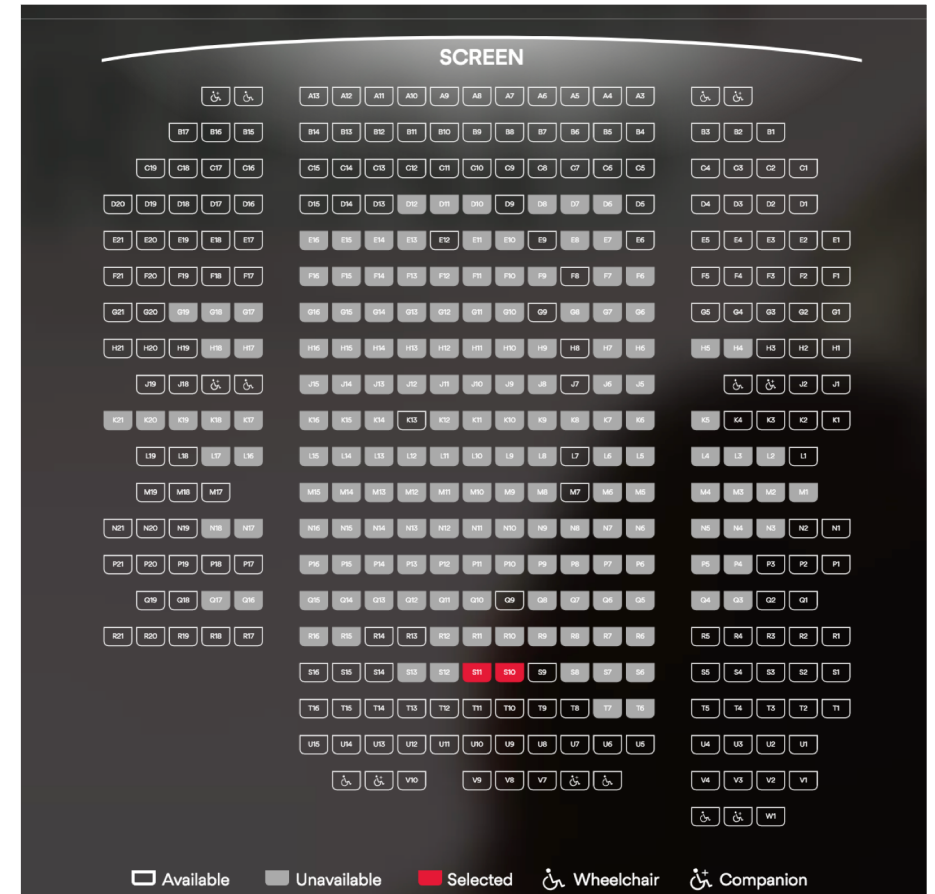 SCREEN
A13 A12 A11 A10 A9 A8 A7 A6 A5 A4 A3
B17 B16 B15 B14 B13 B12 B11 B10 B9 B8 B7 B6 B5 B4 B3 B2 B1
C19 C18 C17 C16 C15 C14 C13 C12 C11 C10 C9 C8 C7 C6 C5 C4 C3 C2 C1
D20 D19 D18 D17 D16 D15 D14 D13 D12 D11 D10 D9 D8 D7 D6 D5 D4 D3 D2 D1
E21 E20 E19 E18 E17 E16 E15 E14 E13 E12 E11 E10 E9 E8 E7 E6 E5 E4 E3 E2 E1
F21 F20 F19 F18 F17 F16 F15 F14 F13 F12 F11 F10 F9 F8 F7 F6 F5 F4 F3 F2 F1
G21 G20 G19 G18 G17 G16 G15 G14 G13 G12 G11 G10 G9 G8 G7 G6 G5 G4 G3 G2 G1
H21 H20 H19 H18 H17 H16 H15 H14 H13 H12 H11 H10 H9 H8 H7 H6 H5 H4 H3 H2 H1
J19 J18 J15 J14 J13 J12 J11 J10 J9 J8 J7 J6 J5 J2 J1
K21 K20 K19 K18 K17 K16 K15 K14 K13 K12 K11 K10 K9 K8 K7 K6 K5 K4 K3 K2 K1
L19 L18 L17 L16 L15 L14 L13 L12 L11 L10 L9 L8 L7 L6 L5 L4 L3 L2 L1
M19 M18 M17 M15 M14 M13 M12 M11 M10 M9 M8 M7 M6 M5 M4 M3 M2 M1
N21 N20 N19 N18 N17 N16 N15 N14 N13 N12 N11 N10 N9 N8 N7 N6 N5 N4 N3 N2 N1
P21 P20 P19 P18 P17 P16 P15 P14 P13 P12 P11 P10 P9 P8 P7 P6 P5 P4 P3 P2 P1
Q19 Q18 Q17 Q16 Q15 Q14 Q13 Q12 Q11 Q10 Q9 Q8 Q7 Q6 Q5 Q4 Q3 Q2 Q1
R21 R20 R19 R18 R17 R16 R15 R14 R13 R12 R11 R10 R9 R8 R7 R6 R5 R4 R3 R2 R1
S16 S15 S14 S13 S12 S11 S10 S9 S8 S7 S6 S5 S4 S3 S2 S1
T16 T15 T14 T13 T12 T11 T10 T9 T8 T7 T6 T5 T4 T3 T2 T1
U15 U14 U13 U12 U11 U10 U9 U8 U7 U6 U5 U4 U3 U2 U1
V10 V9 V8 V7 V4 V3 V2 V1
W1
Available Unavailable Selected Wheelchair Companion